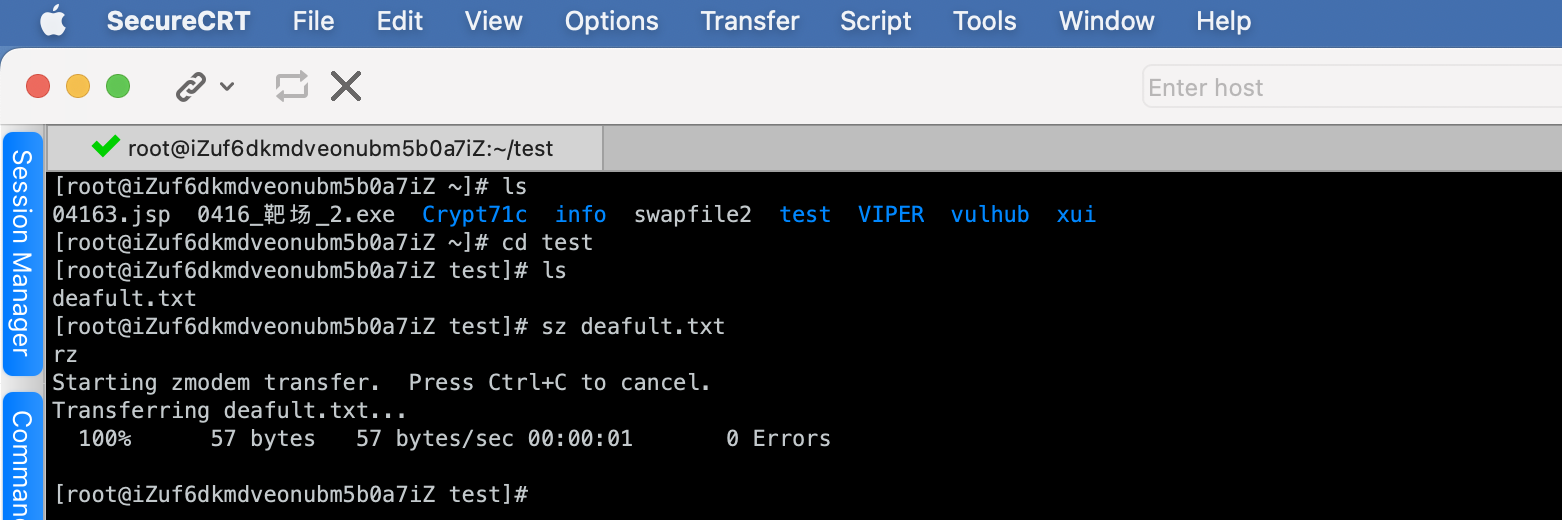 SecureCRT File Edit View Options Transfer Script Tools Window Help
Enter host
root@iZuf6dkmdveonubm5b0a7iZ:~/test
Session Manager
[root@iZuf6dkmdveonubm5b0a7iZ ~]# ls
04163.jsp 0416_靶场_2.exe Crypt71c info swapfile2 test VIPER vulhub xui
[root@iZuf6dkmdveonubm5b0a7iZ ~]# cd test
[root@iZuf6dkmdveonubm5b0a7iZ test]# ls
deafult.txt
[root@iZuf6dkmdveonubm5b0a7iZ test]# sz deafult.txt
rz
Starting zmodem transfer. Press Ctrl+C to cancel.
Transferring deafult.txt...
100% 57 bytes 57 bytes/sec 00:00:01 0 Errors
[root@iZuf6dkmdveonubm5b0a7iZ test]#